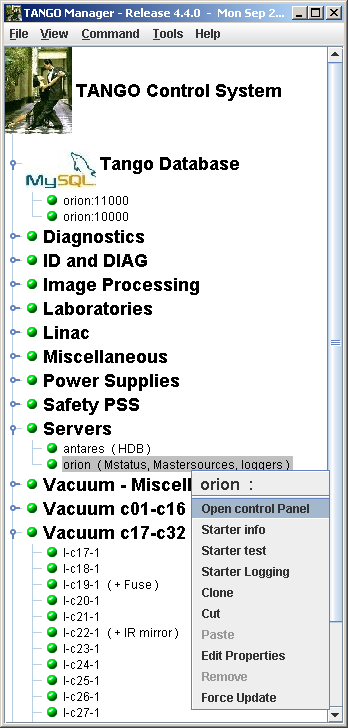 TANGO Manager - Release 4.4.0 - Mon Sep 2...
File View Command Tools Help
TANGO Control System
MySQL Tango Database
orion:11000
orion:10000
Diagnostics
ID and DIAG
Image Processing
Laboratories
Linac
Miscellaneous
Power Supplies
Safety PSS
Servers
antares ( HDB )
orion ( Mstatus, Mastersources, loggers )
Vacuum - Miscell
Vacuum c01-c16
Vacuum c17-c32
l-c17-1
l-c18-1
l-c19-1 ( + Fuse )
l-c20-1
l-c21-1
l-c22-1 ( + IR mirror )
l-c23-1
l-c24-1
l-c25-1
l-c26-1
l-c27-1
orion :
Open control Panel
Starter info
Starter test
Starter Logging
Clone
Cut
Paste
Edit Properties
Remove
Force Update